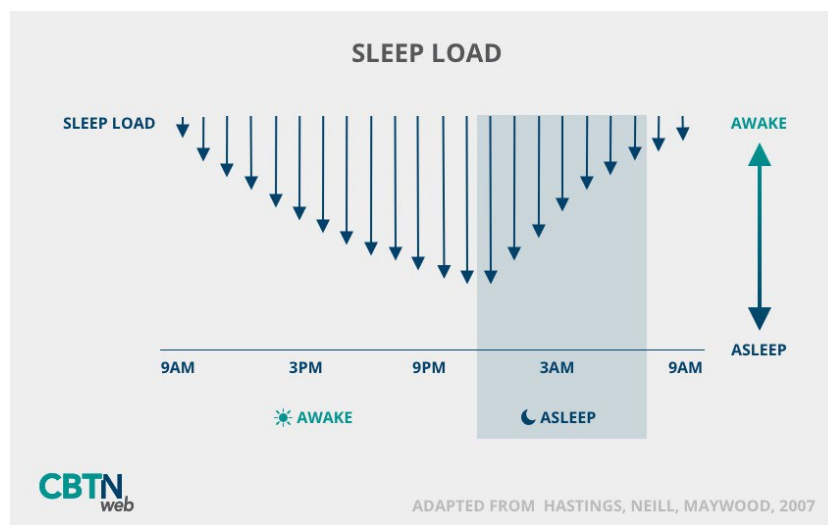 SLEEP LOAD
SLEEP LOAD
AWAKE
ASLEEP
9AM 3PM 9PM 3AM 9AM
AWAKE ASLEEP
CBTN
web
ADAPTED FROM HASTINGS, NEILL, MAYWOOD, 2007